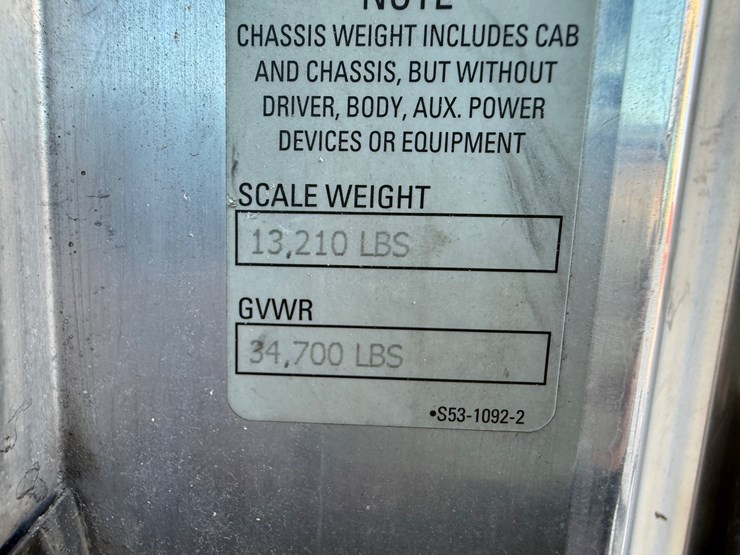 NOTE
CHASSIS WEIGHT INCLUDES CAB
AND CHASSIS, BUT WITHOUT
DRIVER, BODY, AUX. POWER
DEVICES OR EQUIPMENT
SCALE WEIGHT
13,210 LBS
GVWR
34,700 LBS
•S53-1092-2